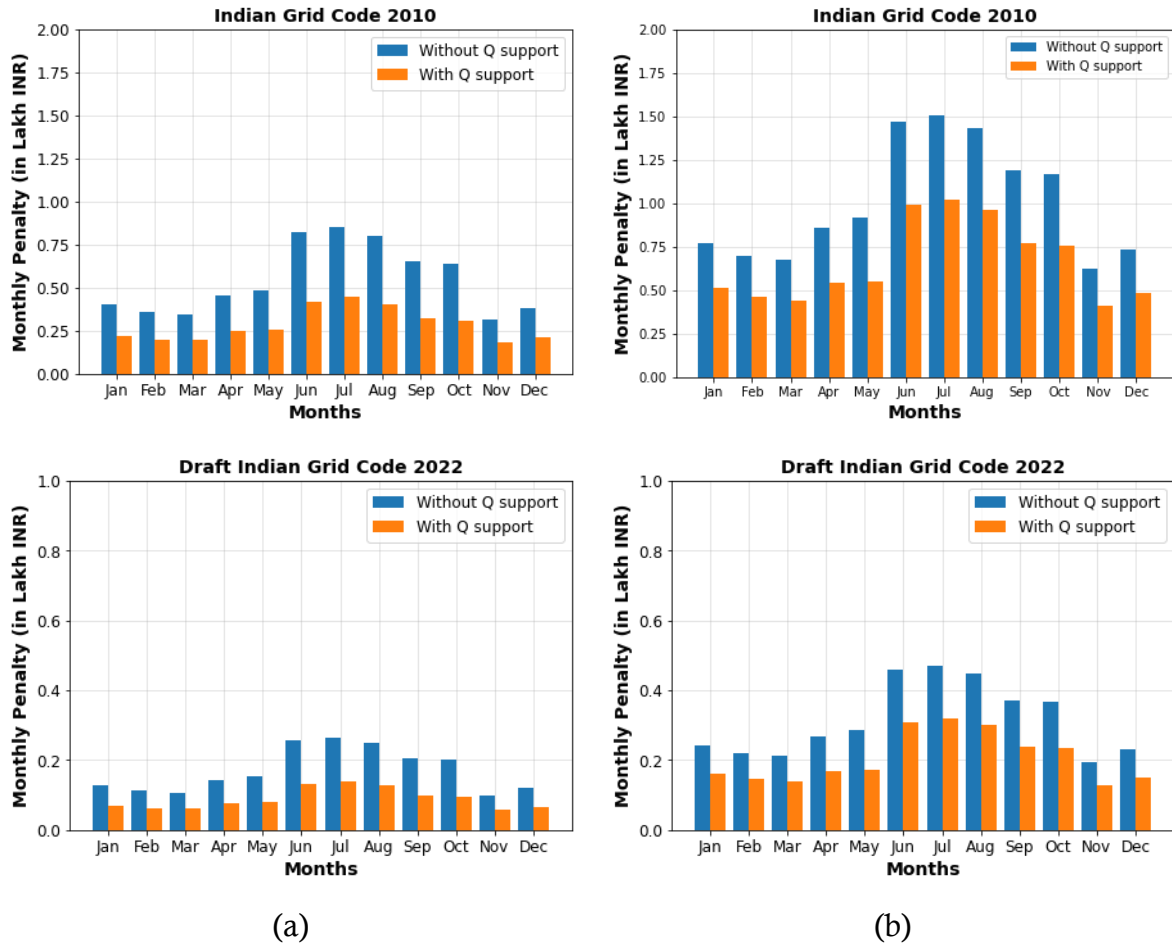 Indian Grid Code 2010
Monthly Penalty (in Lakh INR)
2.00
1.75
1.50
1.25
1.00
0.75
0.50
0.25
0.00
Without Q support
With Q support
Jan Feb Mar Apr May Jun Jul Aug Sep Oct Nov Dec
Months
Indian Grid Code 2010
Monthly Penalty (in Lakh INR)
2.00
1.75
1.50
1.25
1.00
0.75
0.50
0.25
0.00
Without Q support
With Q support
Jan Feb Mar Apr May Jun Jul Aug Sep Oct Nov Dec
Months
Draft Indian Grid Code 2022
Monthly Penalty (in Lakh INR)
1.0
0.8
0.6
0.4
0.2
0.0
Without Q support
With Q support
Jan Feb Mar Apr May Jun Jul Aug Sep Oct Nov Dec
Months
Draft Indian Grid Code 2022
Monthly Penalty (in Lakh INR)
1.0
0.8
0.6
0.4
0.2
0.0
Without Q support
With Q support
Jan Feb Mar Apr May Jun Jul Aug Sep Oct Nov Dec
Months
(a)
(b)